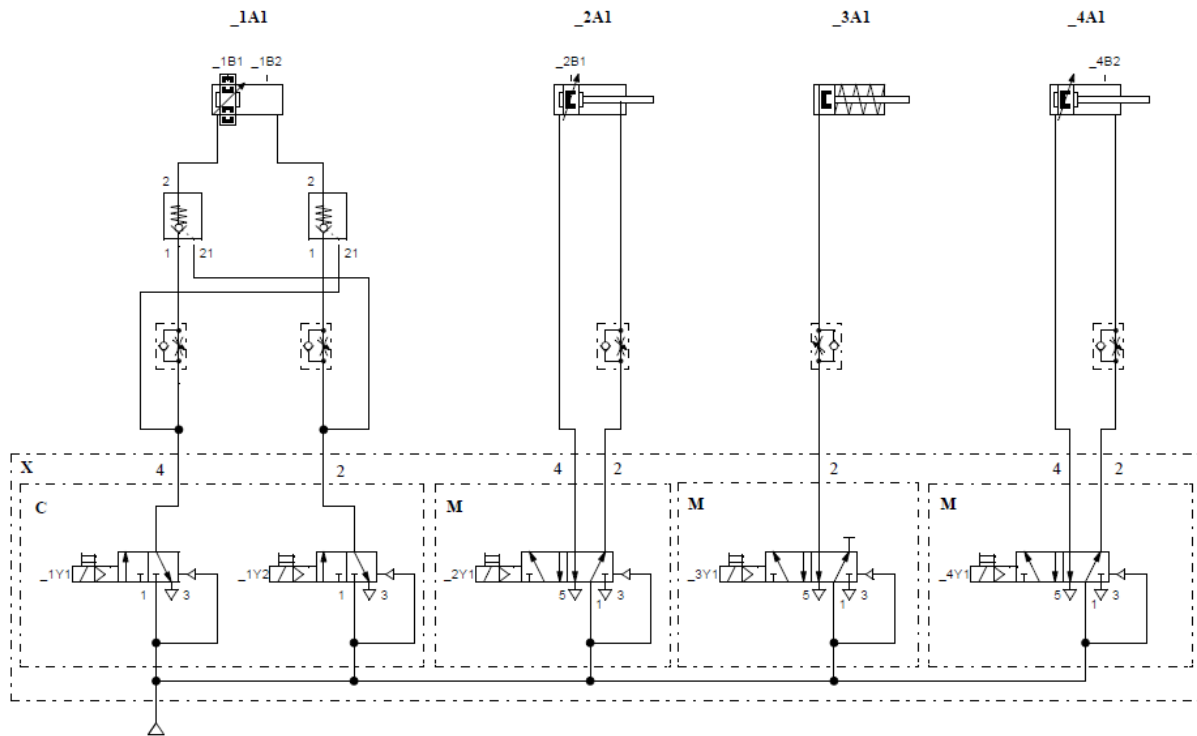 _1A1 _2A1 _3A1 _4A1
_1B1 _1B2 _2B1 _4B2
2 2
1 21 1 21
X 4 2 4 2 2 4 2
C M M M
_1Y1 _1Y2 _2Y1 _3Y1 _4Y1
1 3 1 3 5 1 3 5 1 3 5 1 3